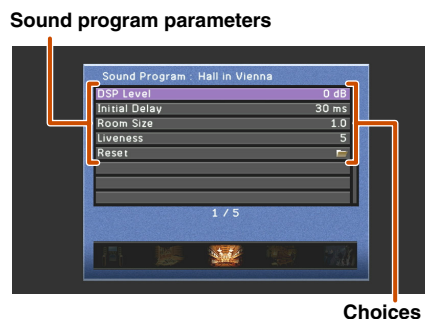 Sound program parameters
Sound Program : Hall in Vienna
DSP Level 0 dB
Initial Delay 30 ms
Room Size 1.0
Liveness 5
Reset
1 / 5
Choices